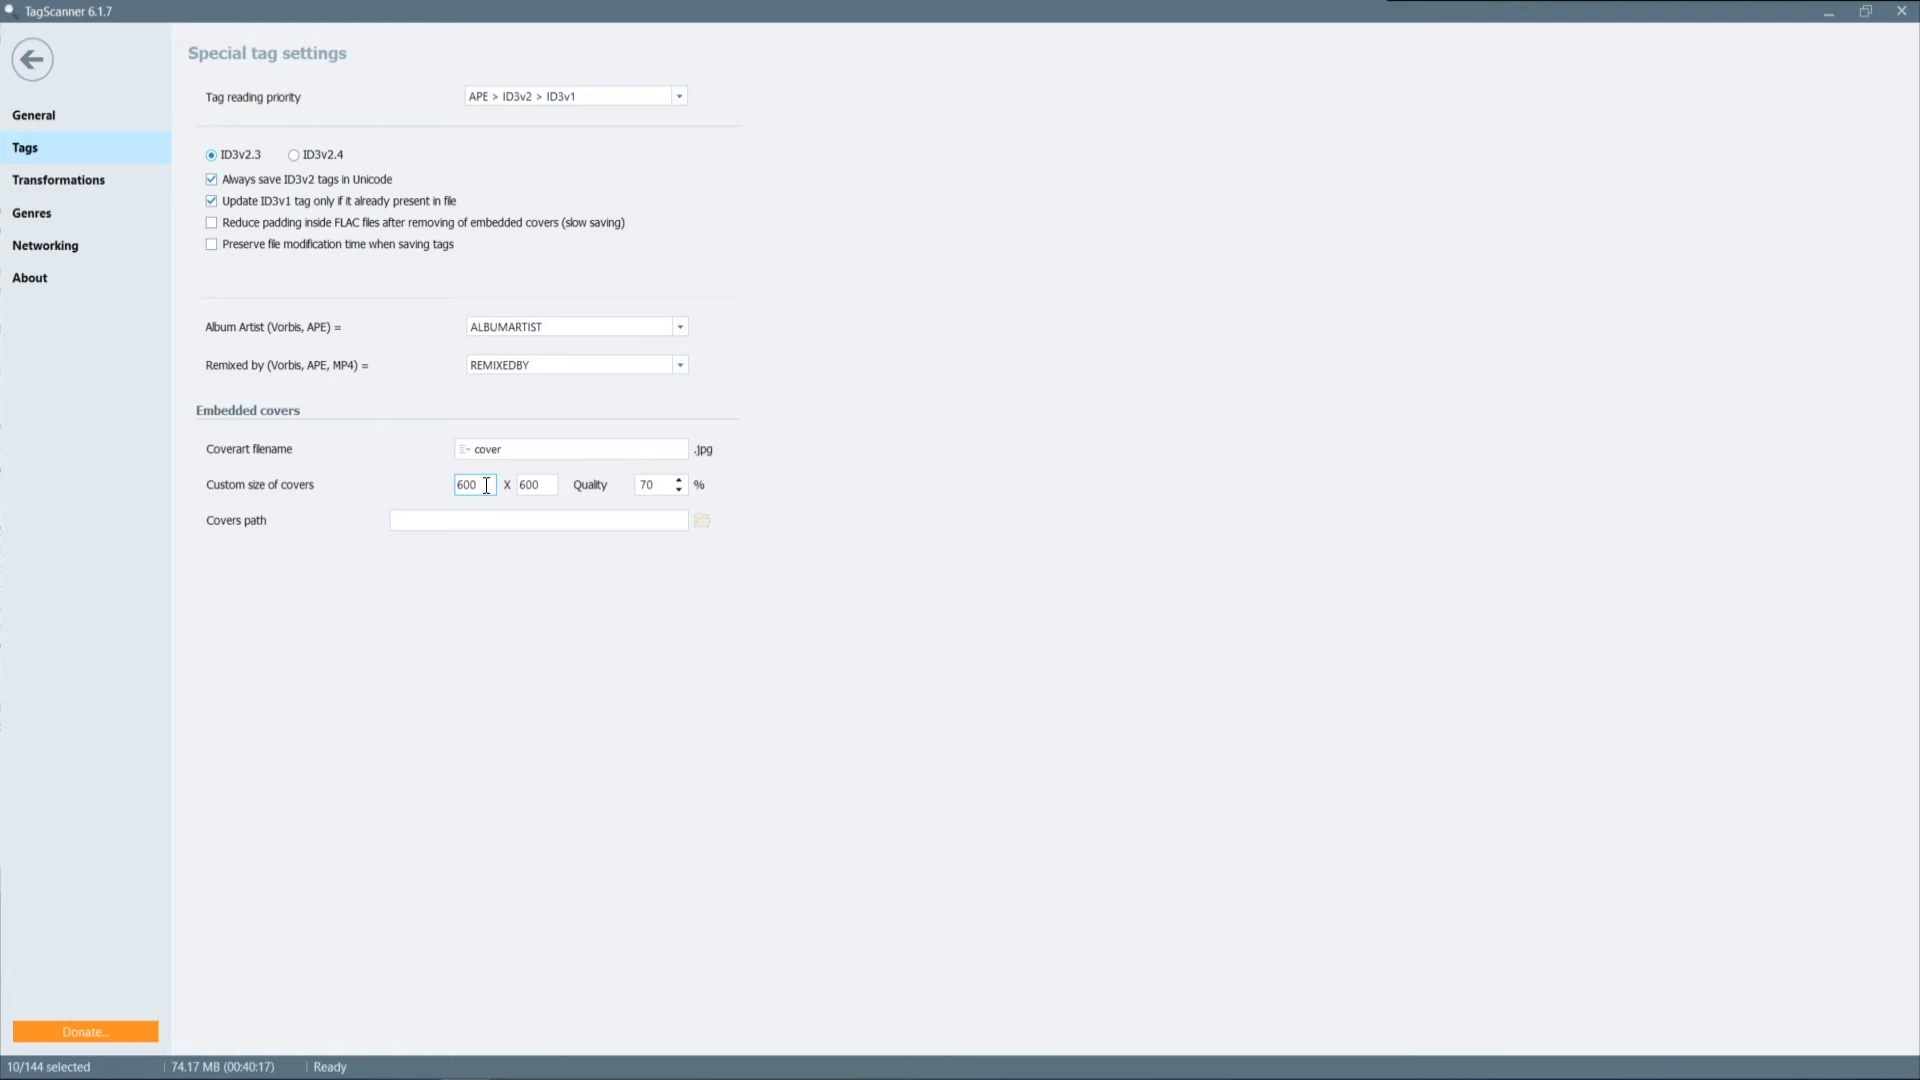 TagScanner 6.1.7
Special tag settings
General
Tags
Transformations
Genres
Networking
About
Tag reading priority APE > ID3v2 > ID3v1
ID3v2.3 ID3v2.4
Always save ID3v2 tags in Unicode
Update ID3v1 tag only if it already present in file
Reduce padding inside FLAC files after removing of embedded covers (slow saving)
Preserve file modification time when saving tags
Album Artist (Vorbis, APE) = ALBUMARTIST
Remixed by (Vorbis, APE, MP4) = REMIXEDBY
Embedded covers
Coverart filename cover .jpg
Custom size of covers 600 X 600 Quality 70 %
Covers path
Donate...
10/144 selected 74.17 MB (00:40:17) Ready